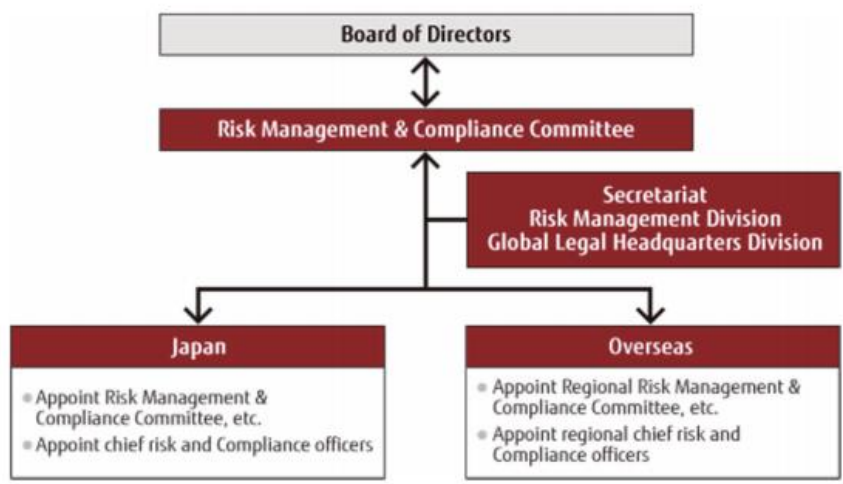 Board of Directors
Risk Management & Compliance Committee
Secretariat
Risk Management Division
Global Legal Headquarters Division
Japan
Appoint Risk Management &
Compliance Committee, etc.
Appoint chief risk and Compliance officers
Overseas
Appoint Regional Risk Management &
Compliance Committee, etc.
Appoint regional chief risk and
Compliance officers